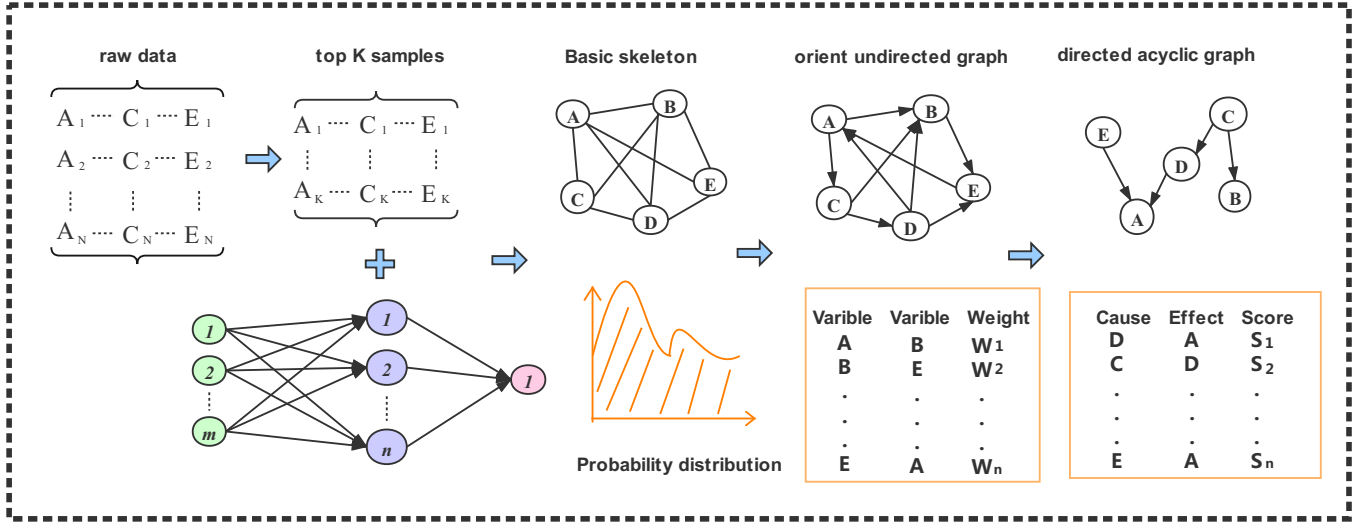 raw data
A1 ···· C1 ···· E1
A2 ···· C2 ···· E2
AN ···· CN ···· EN
top K samples
A1 ···· C1 ···· E1
AK ···· CK ···· EK
1
2
m
1
2
n
1
Basic skeleton
A
B
C
D
E
Probability distribution
orient undirected graph
A
B
C
D
E
Varible Varible Weight
A B W1
B E W2
. . .
. . .
. . .
E A Wn
directed acyclic graph
E
C
D
A
B
Cause Effect Score
D A S1
C D S2
. . .
. . .
. . .
E A Sn